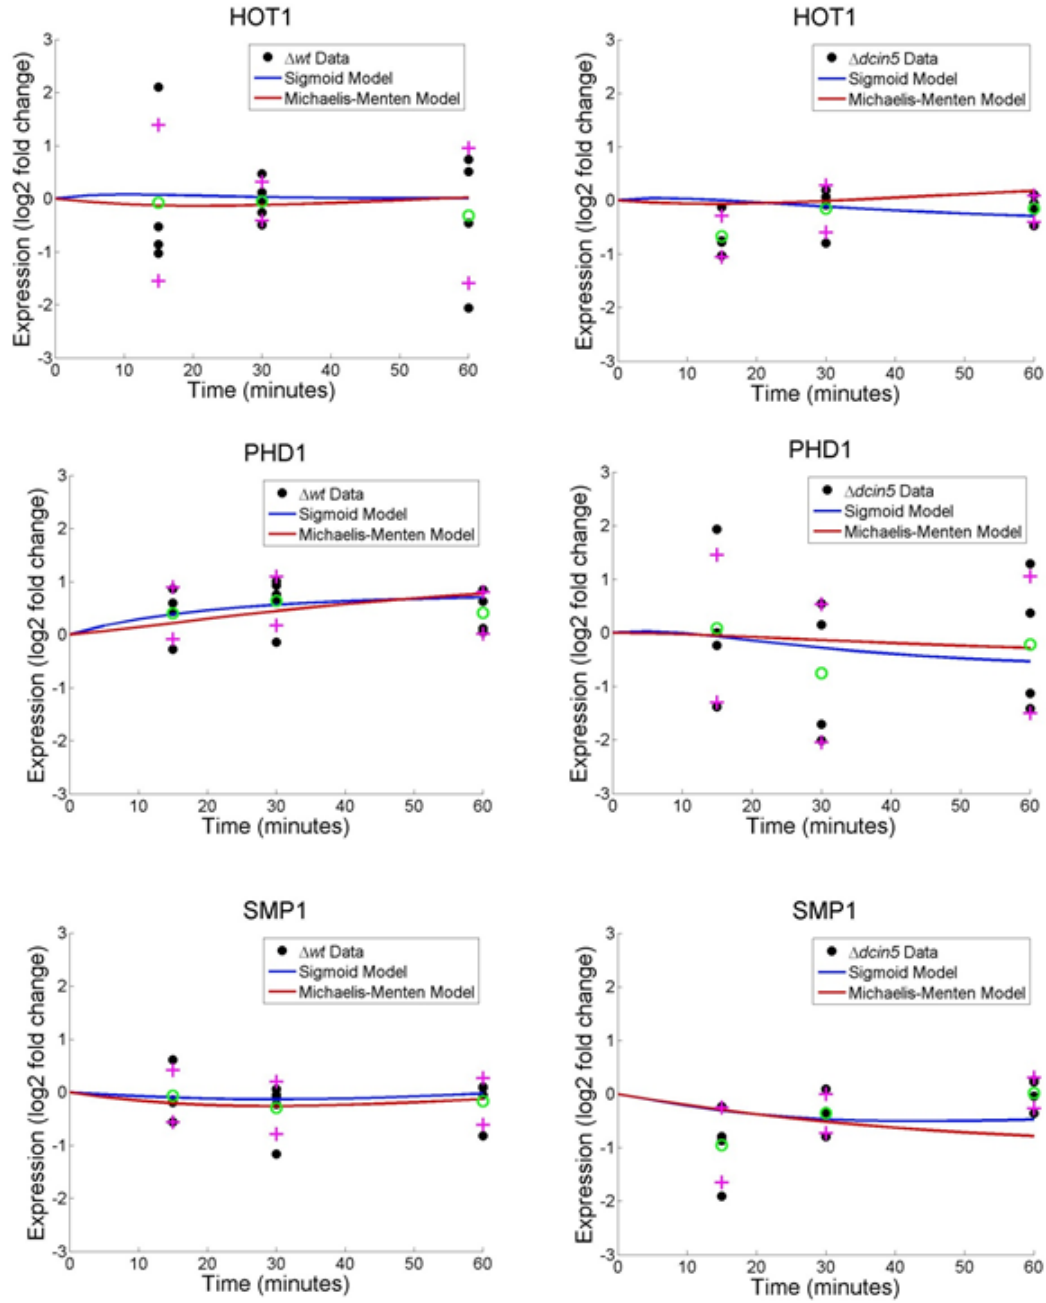 HOT1
Expression (log2 fold change)
3
2
1
0
-1
-2
-3
Δwt Data
Sigmoid Model
Michaelis-Menten Model
0 10 20 30 40 50 60
Time (minutes)
HOT1
Expression (log2 fold change)
3
2
1
0
-1
-2
-3
Δdcin5 Data
Sigmoid Model
Michaelis-Menten Model
0 10 20 30 40 50 60
Time (minutes)
PHD1
Expression (log2 fold change)
3
2
1
0
-1
-2
-3
Δwt Data
Sigmoid Model
Michaelis-Menten Model
0 10 20 30 40 50 60
Time (minutes)
PHD1
Expression (log2 fold change)
3
2
1
0
-1
-2
-3
Δdcin5 Data
Sigmoid Model
Michaelis-Menten Model
0 10 20 30 40 50 60
Time (minutes)
SMP1
Expression (log2 fold change)
3
2
1
0
-1
-2
-3
Δwt Data
Sigmoid Model
Michaelis-Menten Model
0 10 20 30 40 50 60
Time (minutes)
SMP1
Expression (log2 fold change)
3
2
1
0
-1
-2
-3
Δdcin5 Data
Sigmoid Model
Michaelis-Menten Model
0 10 20 30 40 50 60
Time (minutes)